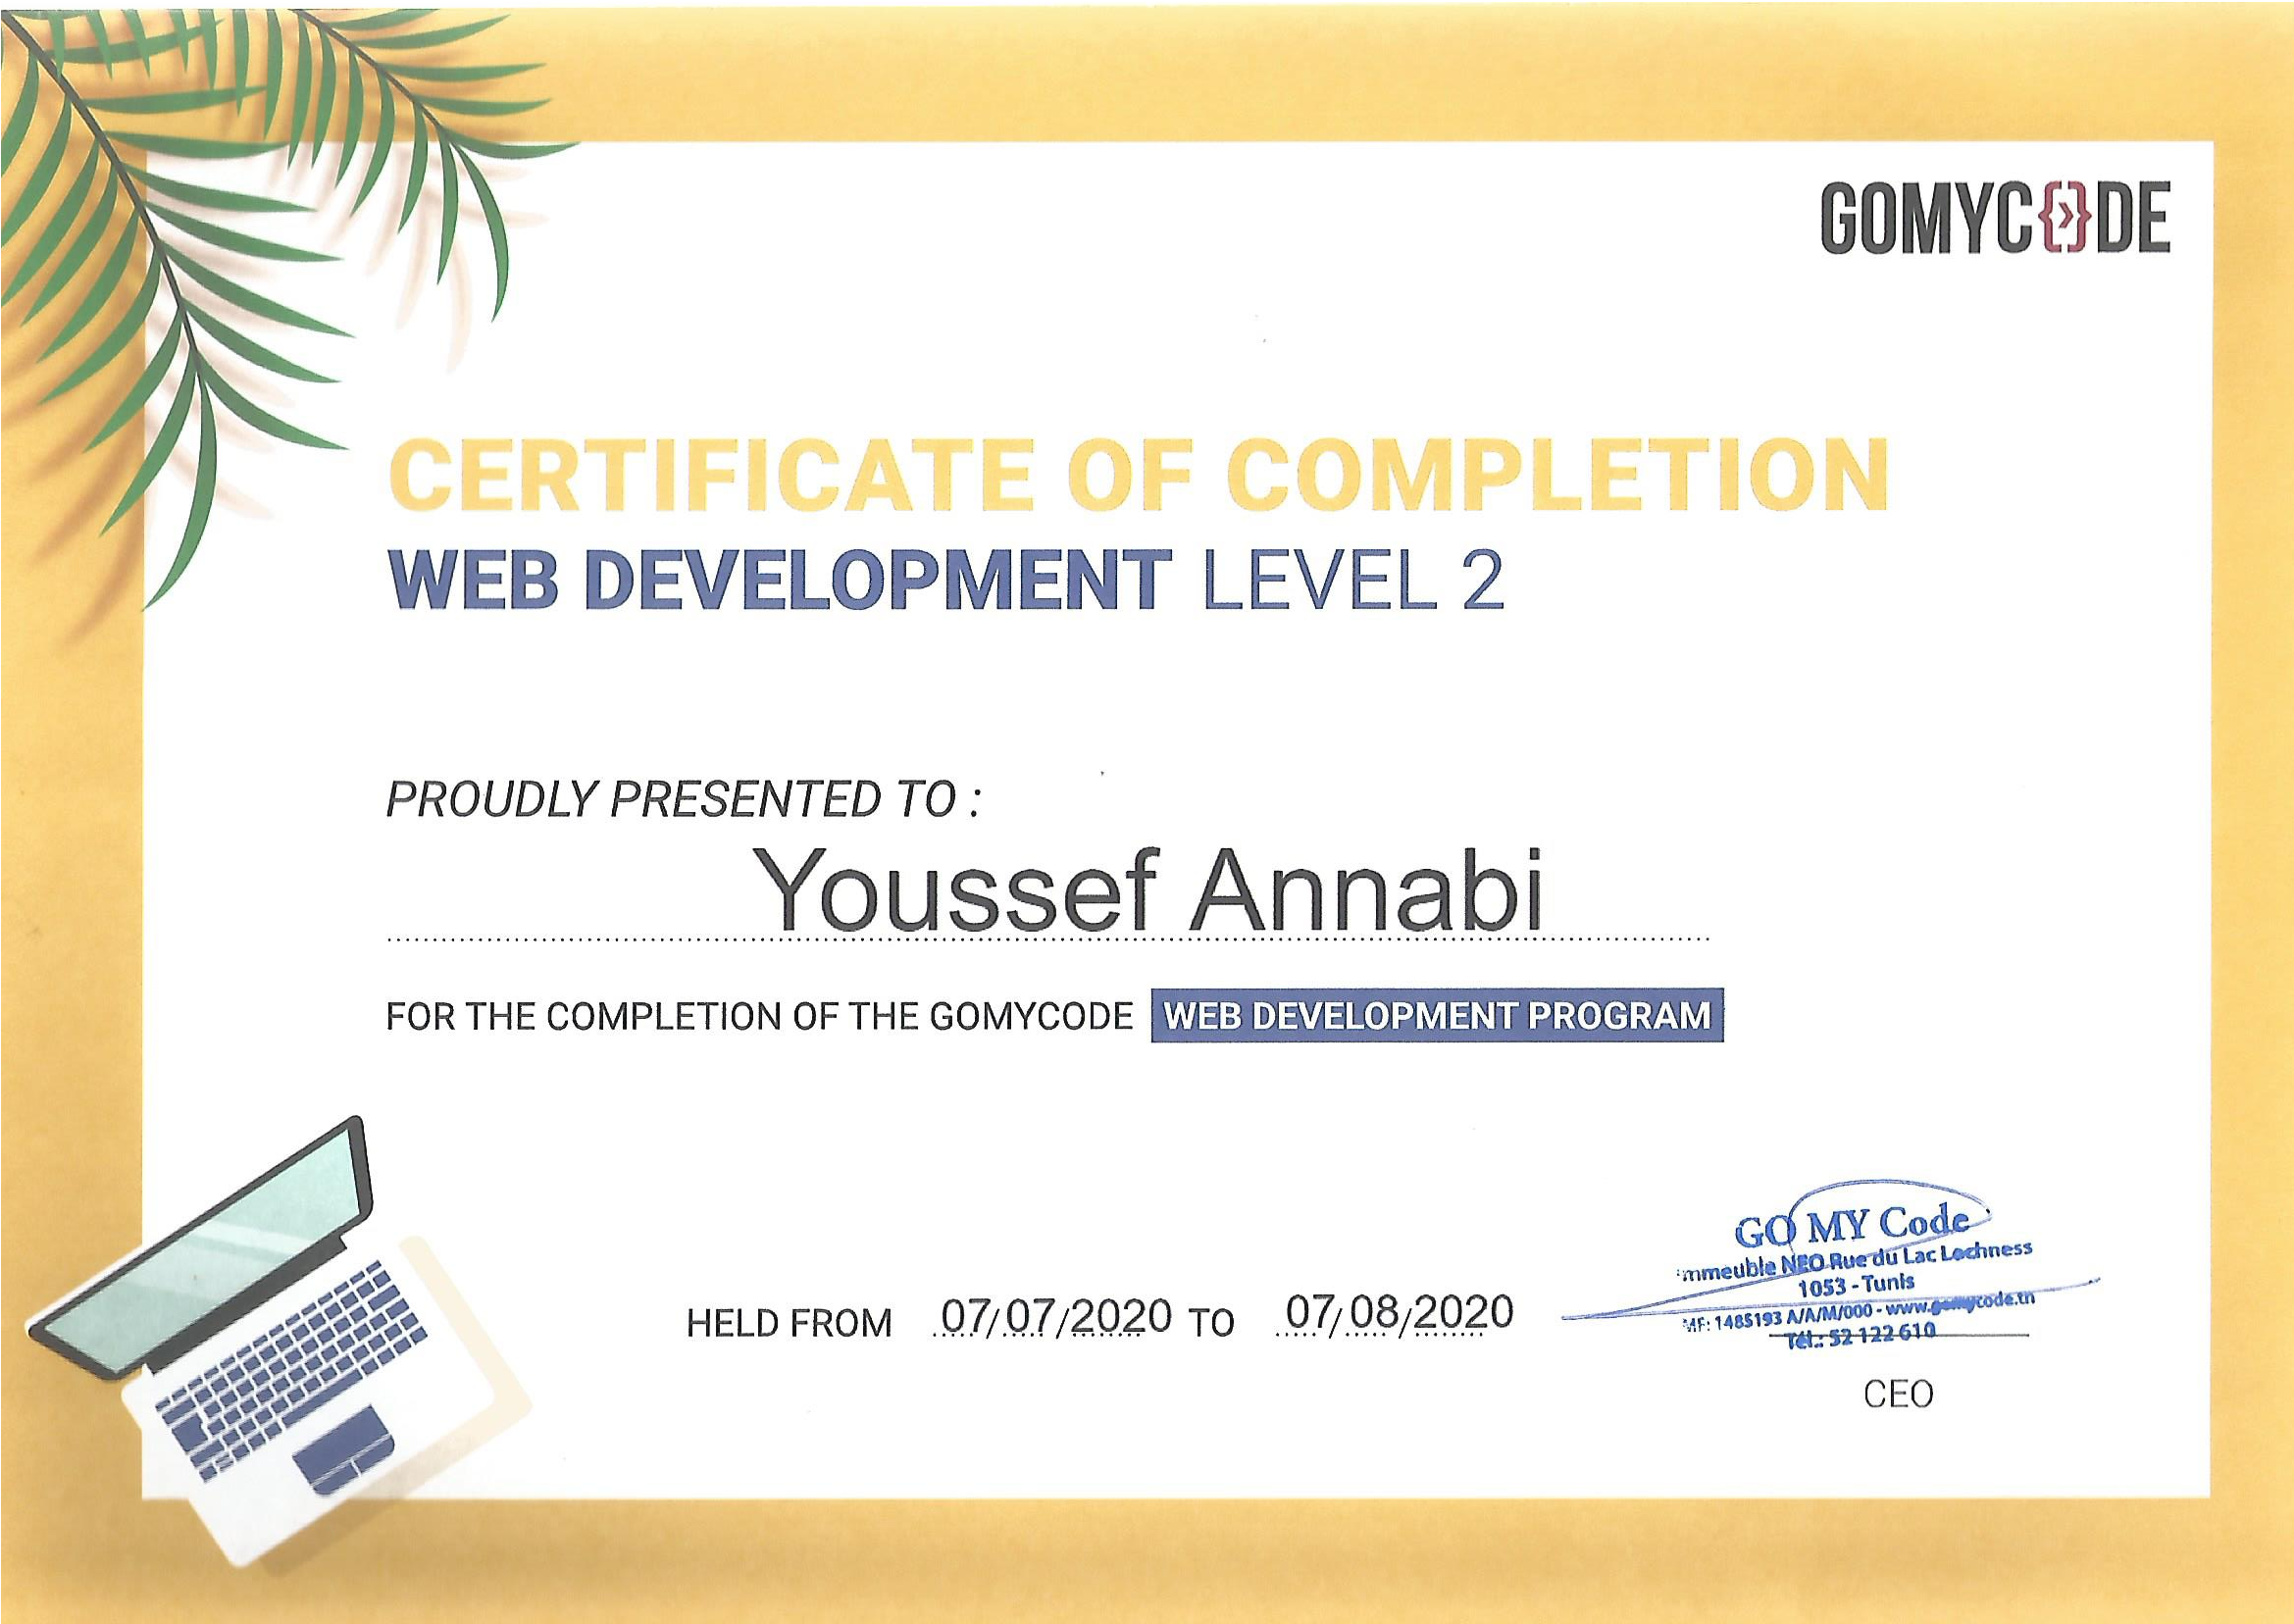 GOMYC{›}DE
CERTIFICATE OF COMPLETION
WEB DEVELOPMENT LEVEL 2
PROUDLY PRESENTED TO :
Youssef Annabi
FOR THE COMPLETION OF THE GOMYCODE WEB DEVELOPMENT PROGRAM
HELD FROM 07/07/2020 TO 07/08/2020
GO MY Code
Immeuble NEO Rue du Lac Lochness
1053 - Tunis
MF: 1485193 A/A/M/000 - www.gomycode.tn
Tél.: 52 122 610
CEO